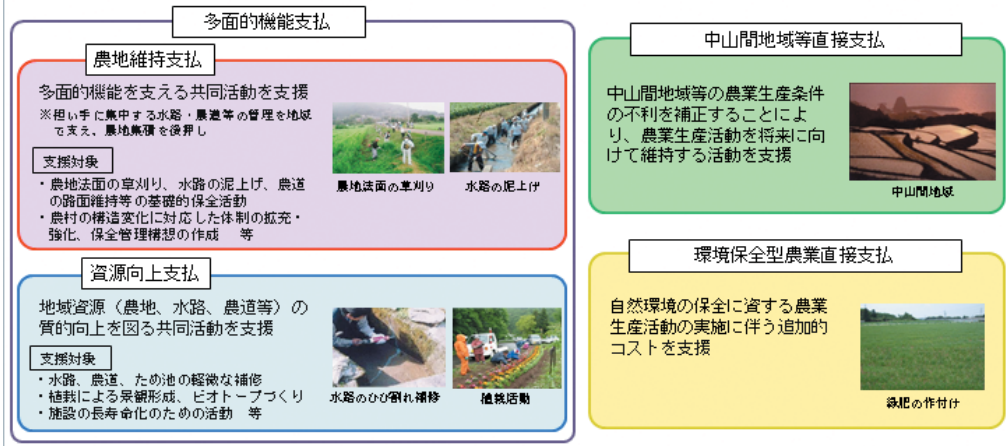 多面的機能支払
農地維持支払
多面的機能を支える共同活動を支援
※担い手に集中する水路・農道等の管理を地域
で支え、農地集積を後押し
支援対象
・農地法面の草刈り、水路の泥上げ、農道
の路面維持等の基礎的保全活動
・農村の構造変化に対応した体制の拡充・
強化、保全管理構想の作成　等
農地法面の草刈り
水路の泥上げ
資源向上支払
地域資源（農地、水路、農道等）の
質的向上を図る共同活動を支援
支援対象
・水路、農道、ため池の軽微な補修
・植栽による景観形成、ビオトープづくり
・施設の長寿命化のための活動　等
水路のひび割れ補修
植栽活動
中山間地域等直接支払
中山間地域等の農業生産条件
の不利を補正することによ
り、農業生産活動を将来に向
けて維持する活動を支援
中山間地域
環境保全型農業直接支払
自然環境の保全に資する農業
生産活動の実施に伴う追加的
コストを支援
緑肥の作付け